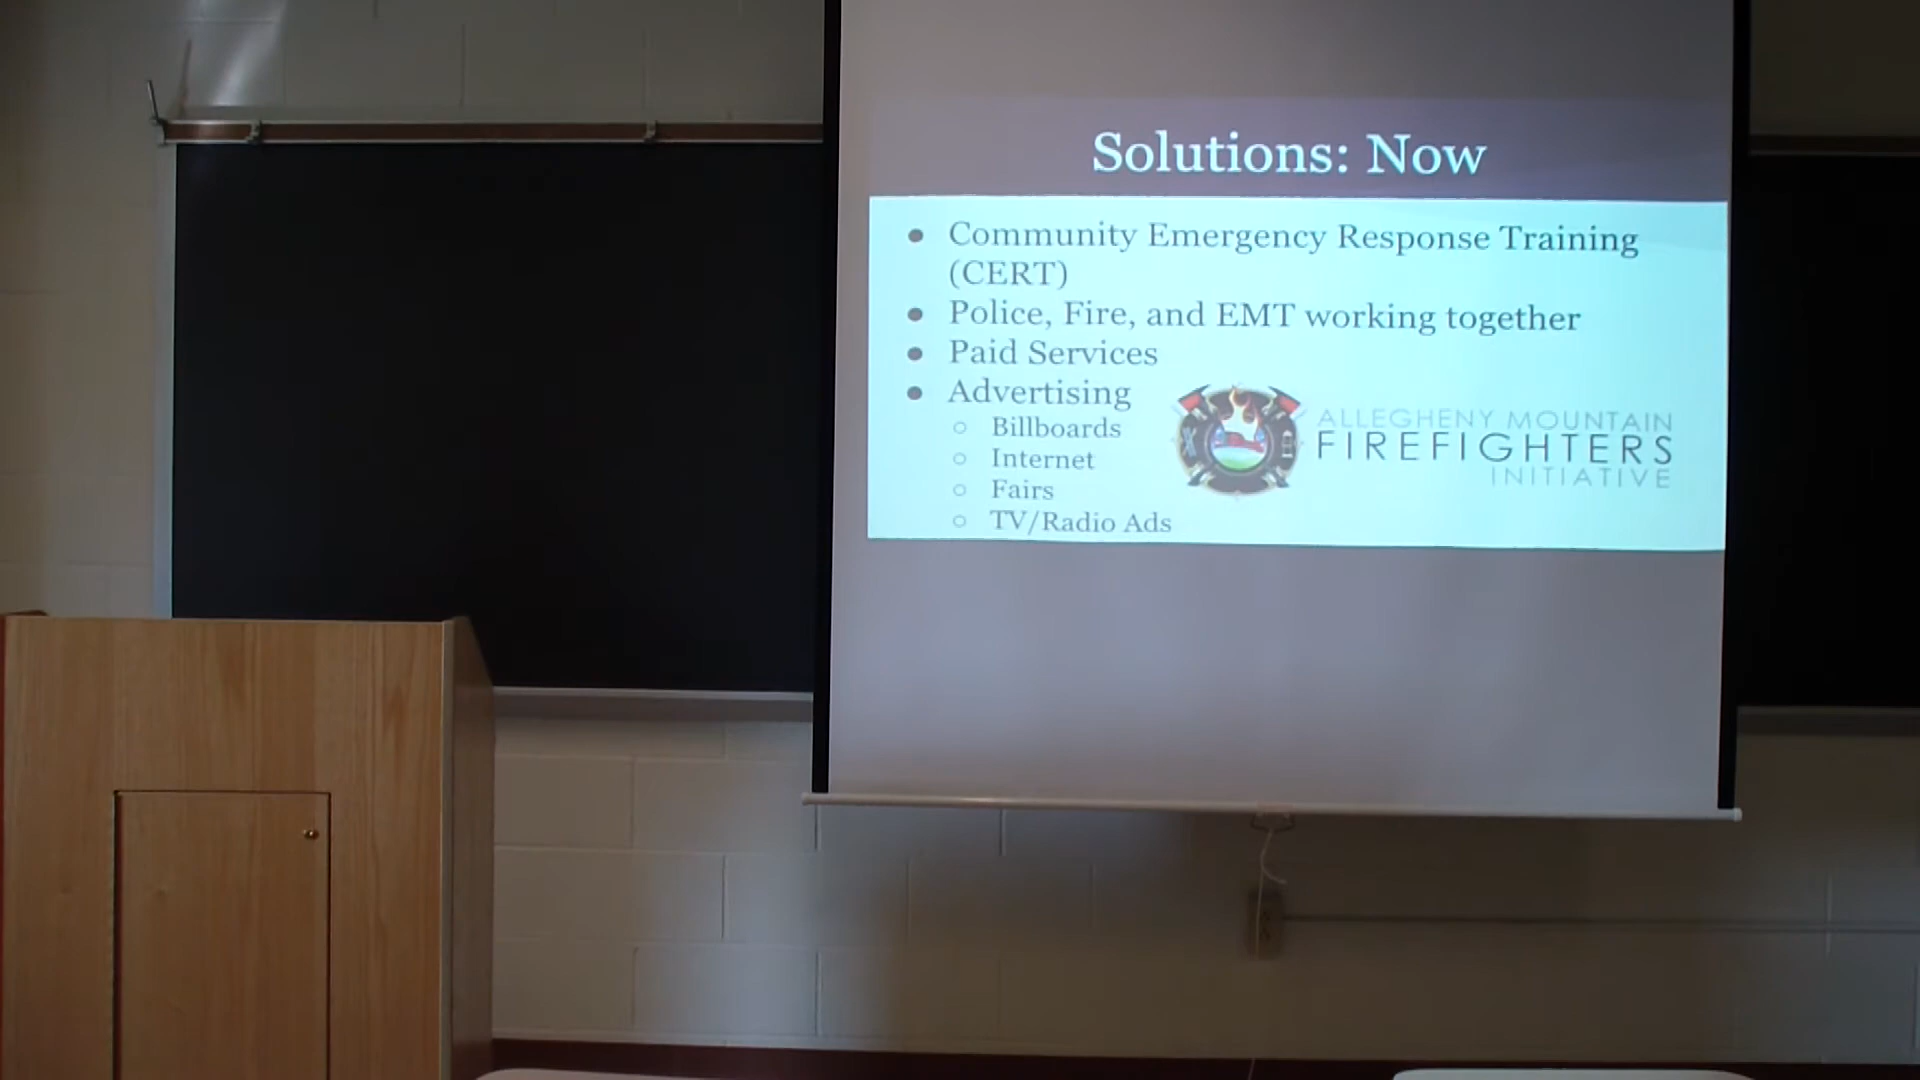 Solutions: Now
● Community Emergency Response Training
(CERT)
● Police, Fire, and EMT working together
● Paid Services
● Advertising
○ Billboards
○ Internet
○ Fairs
○ TV/Radio Ads
ALLEGHENY MOUNTAIN
FIREFIGHTERS
INITIATIVE